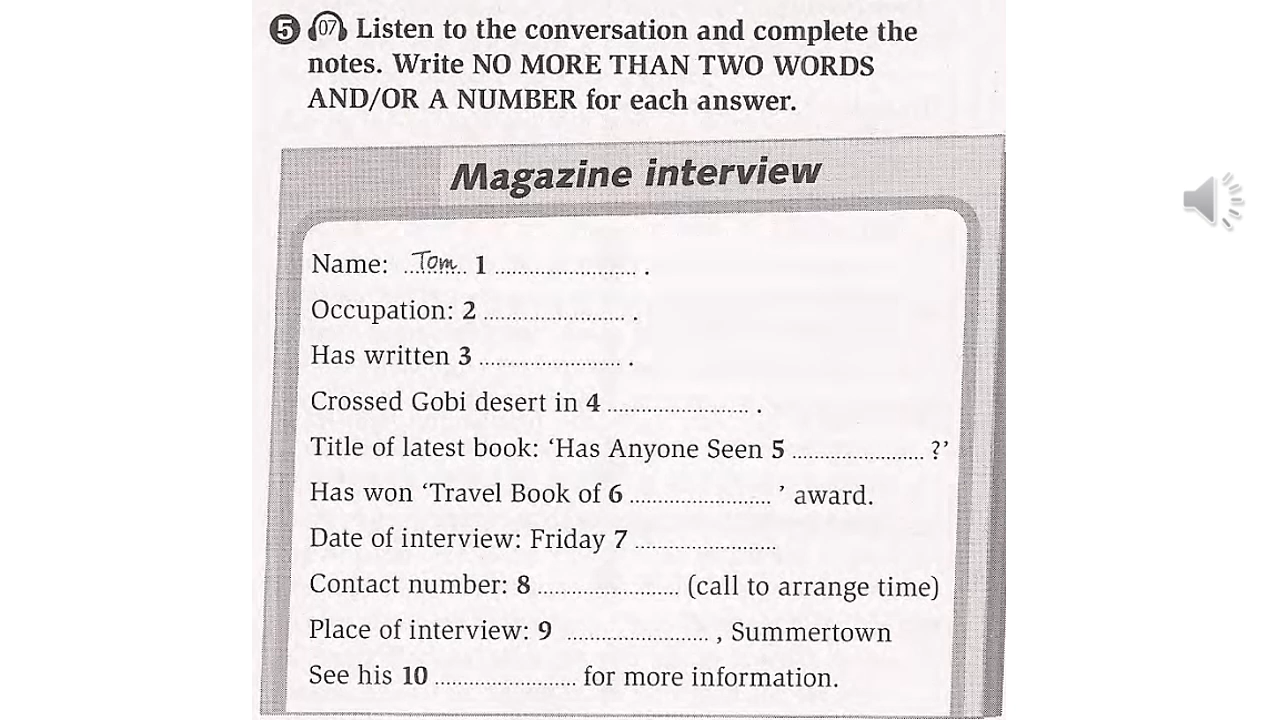 5 07 Listen to the conversation and complete the
notes. Write NO MORE THAN TWO WORDS
AND/OR A NUMBER for each answer.
Magazine interview
Name: ...Tom... 1 ......................... .
Occupation: 2 ......................... .
Has written 3 ......................... .
Crossed Gobi desert in 4 ......................... .
Title of latest book: ‘Has Anyone Seen 5 ....................... ?’
Has won ‘Travel Book of 6 ......................... ’ award.
Date of interview: Friday 7 .........................
Contact number: 8 ......................... (call to arrange time)
Place of interview: 9 ......................... , Summertown
See his 10 ......................... for more information.